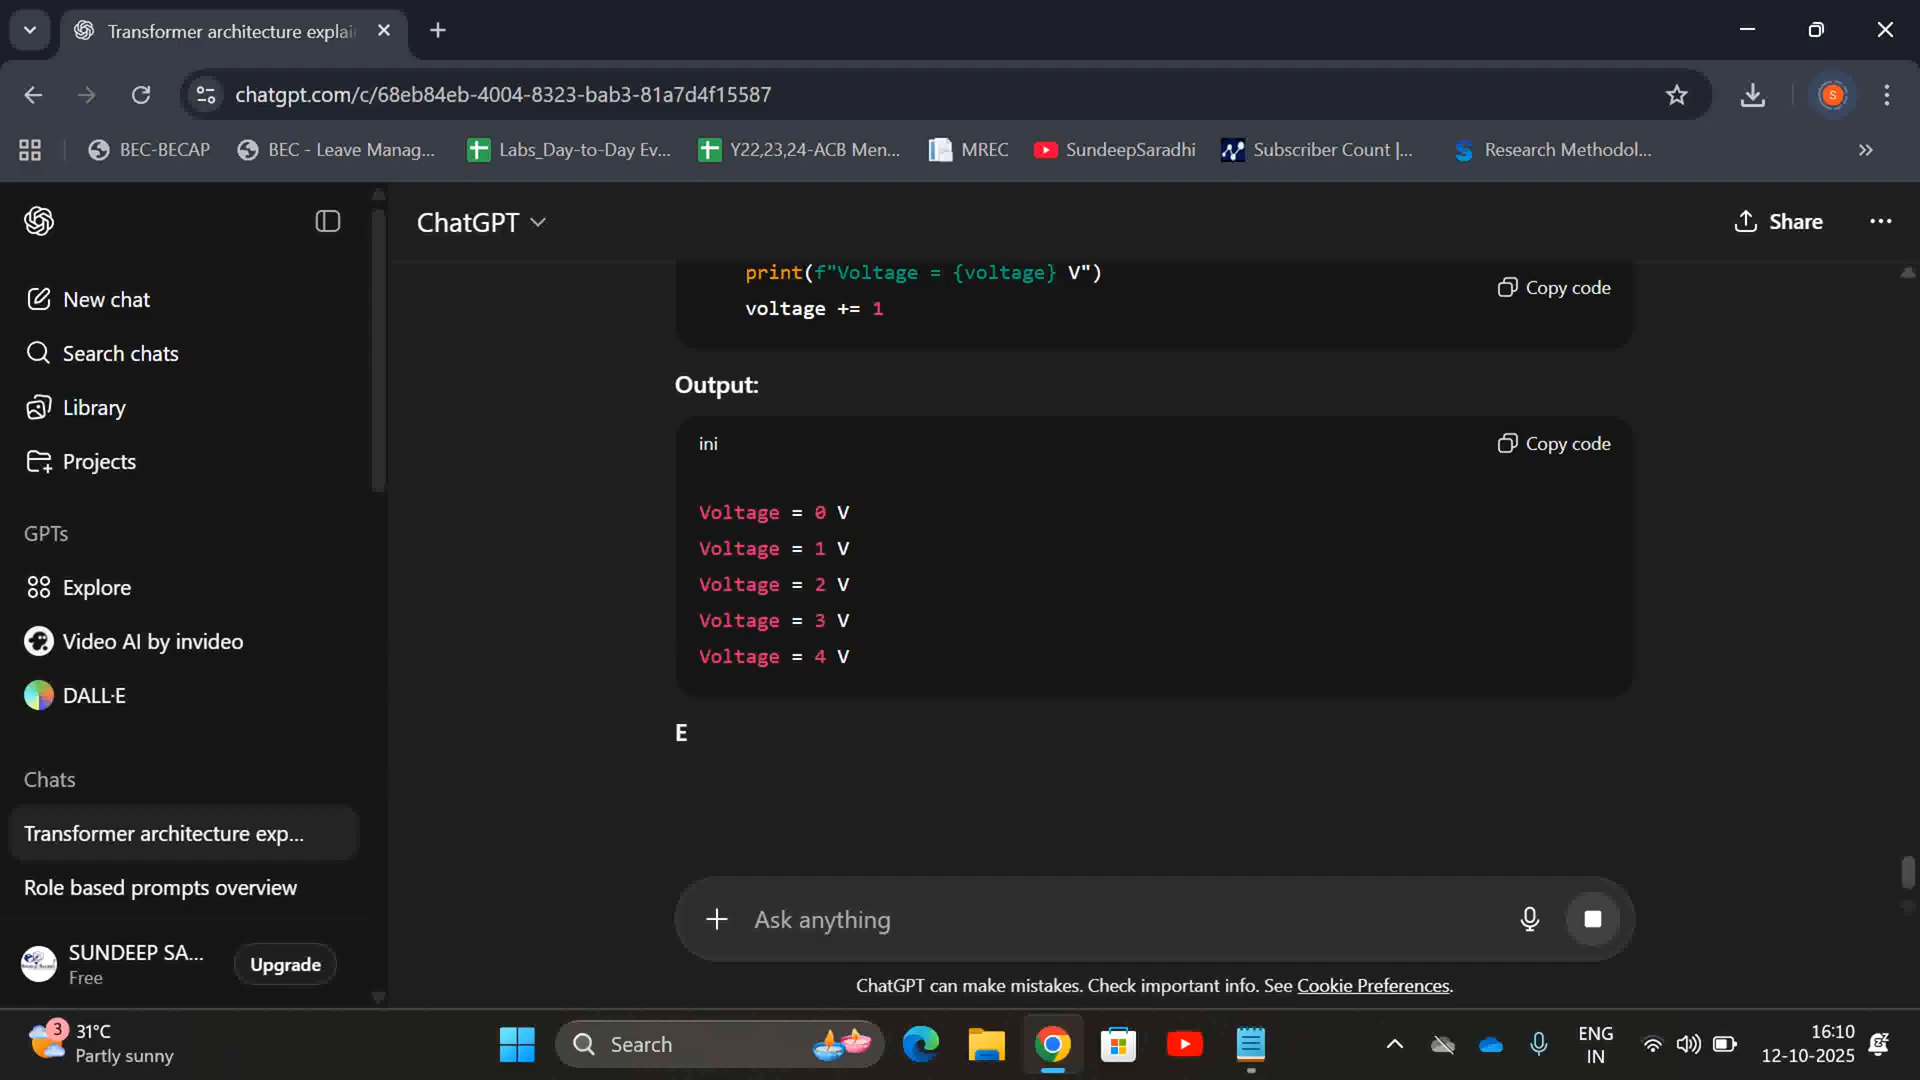 Transformer architecture explai
chatgpt.com/c/68eb84eb-4004-8323-bab3-81a7d4f15587
S
BEC-BECAP
BEC - Leave Manag...
Labs_Day-to-Day Ev...
Y22,23,24-ACB Men...
MREC
SundeepSaradhi
Subscriber Count |...
Research Methodol...
ChatGPT
Share
New chat
Search chats
Library
Projects
GPTs
Explore
Video AI by invideo
DALL·E
Chats
Transformer architecture exp...
Role based prompts overview
SUNDEEP SA...
Free
Upgrade
print(f"Voltage = {voltage} V")
voltage += 1
Copy code
Output:
ini
Copy code
Voltage = 0 V
Voltage = 1 V
Voltage = 2 V
Voltage = 3 V
Voltage = 4 V
E
Ask anything
ChatGPT can make mistakes. Check important info. See Cookie Preferences.
3
31°C
Partly sunny
Search
ENG
IN
16:10
12-10-2025